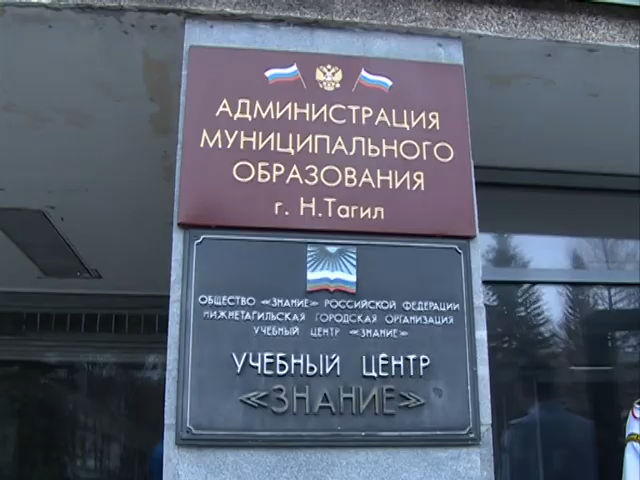 АДМИНИСТРАЦИЯ
МУНИЦИПАЛЬНОГО
ОБРАЗОВАНИЯ
г. Н.Тагил
ОБЩЕСТВО «ЗНАНИЕ» РОССИЙСКОЙ ФЕДЕРАЦИИ
НИЖНЕТАГИЛЬСКАЯ ГОРОДСКАЯ ОРГАНИЗАЦИЯ
УЧЕБНЫЙ ЦЕНТР «ЗНАНИЕ»
УЧЕБНЫЙ ЦЕНТР
«ЗНАНИЕ»